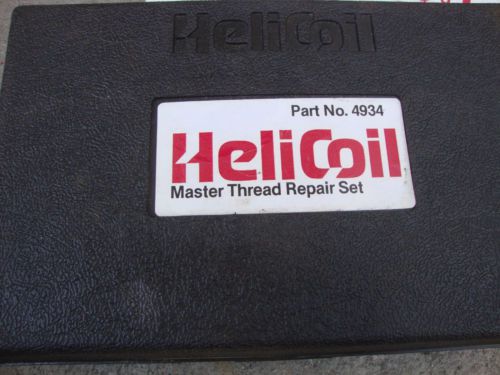 HeliCoil
Part No. 4934
HeliCoil
Master Thread Repair Set